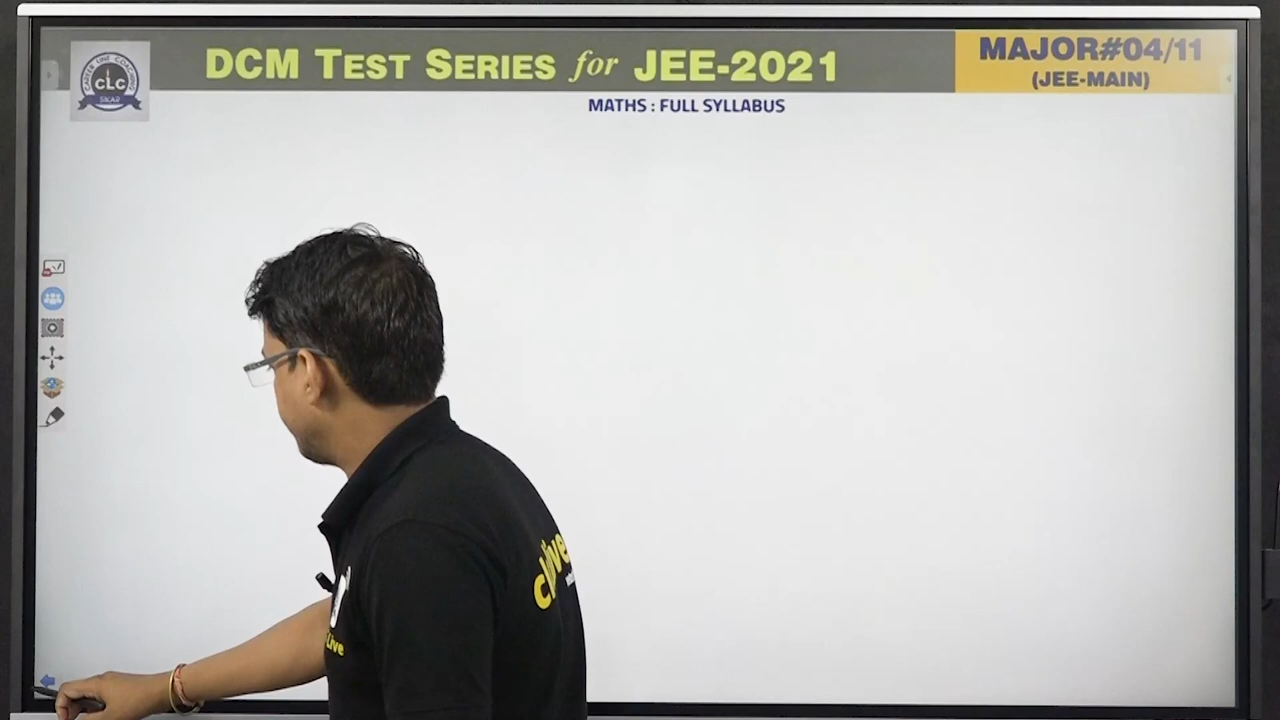 DCM TEST SERIES for JEE-2021
MAJOR#04/11
(JEE-MAIN)
MATHS : FULL SYLLABUS
CAREER LINE COACHING
CLC
SIKAR
Live